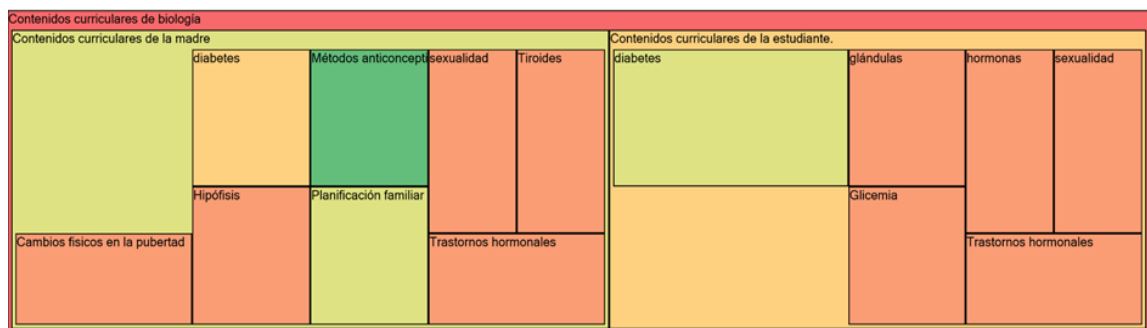 Contenidos curriculares de biología
Contenidos curriculares de la madre
Contenidos curriculares de la estudiante.
diabetes
Métodos anticoncepti
sexualidad
Tiroides
diabetes
glándulas
hormonas
sexualidad
Hipófisis
Planificación familiar
Glicemia
Cambios fisicos en la pubertad
Trastornos hormonales
Trastornos hormonales